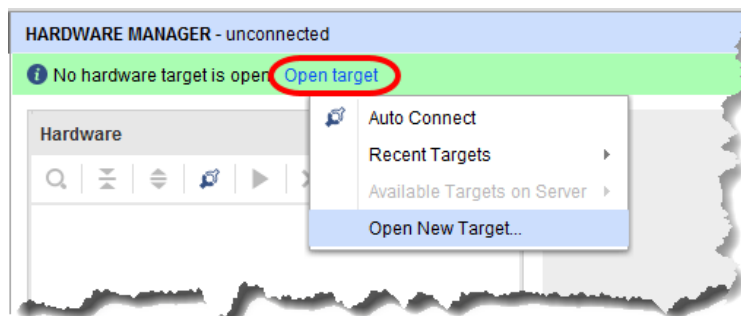 HARDWARE MANAGER - unconnected
No hardware target is open Open target
Hardware
Auto Connect
Recent Targets
Available Targets on Server
Open New Target...